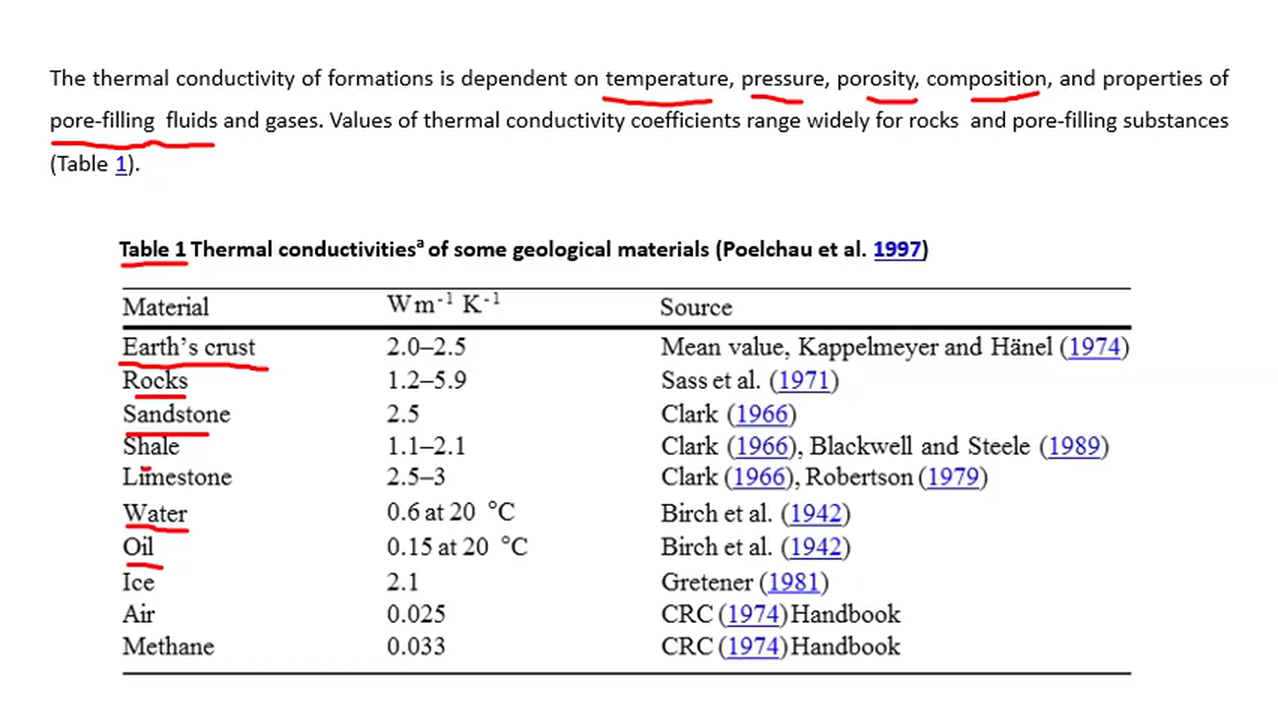 The thermal conductivity of formations is dependent on temperature, pressure, porosity, composition, and properties of
pore-filling fluids and gases. Values of thermal conductivity coefficients range widely for rocks and pore-filling substances
(Table 1).
Table 1 Thermal conductivitiesᵃ of some geological materials (Poelchau et al. 1997)
Material W m⁻¹ K⁻¹ Source
Earth's crust 2.0–2.5 Mean value, Kappelmeyer and Hänel (1974)
Rocks 1.2–5.9 Sass et al. (1971)
Sandstone 2.5 Clark (1966)
Shale 1.1–2.1 Clark (1966), Blackwell and Steele (1989)
Limestone 2.5–3 Clark (1966), Robertson (1979)
Water 0.6 at 20 °C Birch et al. (1942)
Oil 0.15 at 20 °C Birch et al. (1942)
Ice 2.1 Gretener (1981)
Air 0.025 CRC (1974) Handbook
Methane 0.033 CRC (1974) Handbook